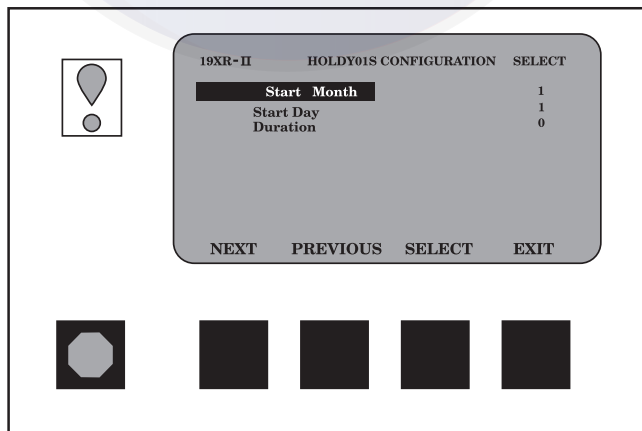 19XR-II HOLDY01S CONFIGURATION SELECT
Start Month 1
Start Day 1
Duration 0
NEXT PREVIOUS SELECT EXIT